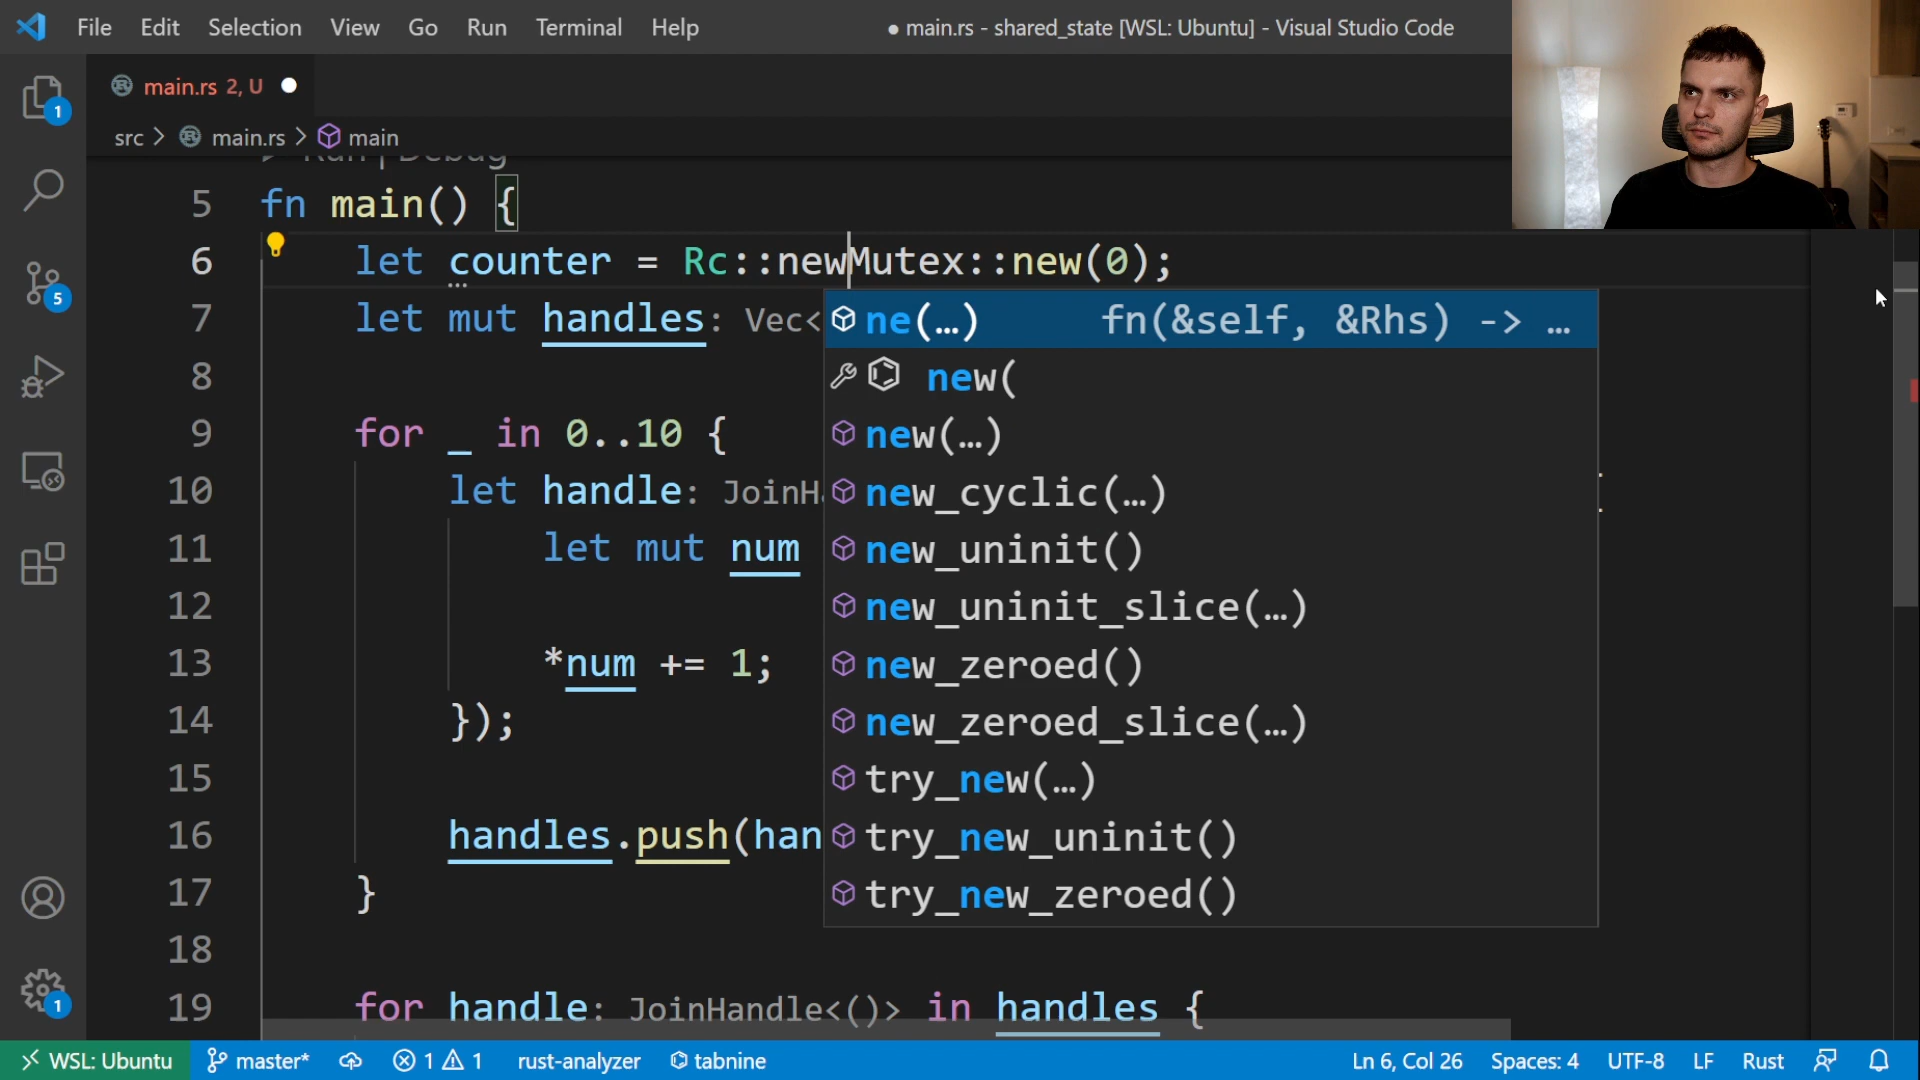 File Edit Selection View Go Run Terminal Help
● main.rs - shared_state [WSL: Ubuntu] - Visual Studio Code
main.rs 2, U
src > main.rs > main
Run | Debug
5 fn main() {
6 let counter = Rc::newMutex::new(0);
7 let mut handles: Vec<
8
9 for _ in 0..10 {
10 let handle:
11 let mut num
12
13 *num += 1;
14 });
15
16 handles.push(
17 }
18
19 for handle: JoinHandle<()> in handles {
ne(…) fn(&self, &Rhs) -> …
new(
new(…)
new_cyclic(…)
new_uninit()
new_uninit_slice(…)
new_zeroed()
new_zeroed_slice(…)
try_new(…)
try_new_uninit()
try_new_zeroed()
1
5
1
WSL: Ubuntu master* 1 1 rust-analyzer tabnine
Ln 6, Col 26 Spaces: 4 UTF-8 LF Rust